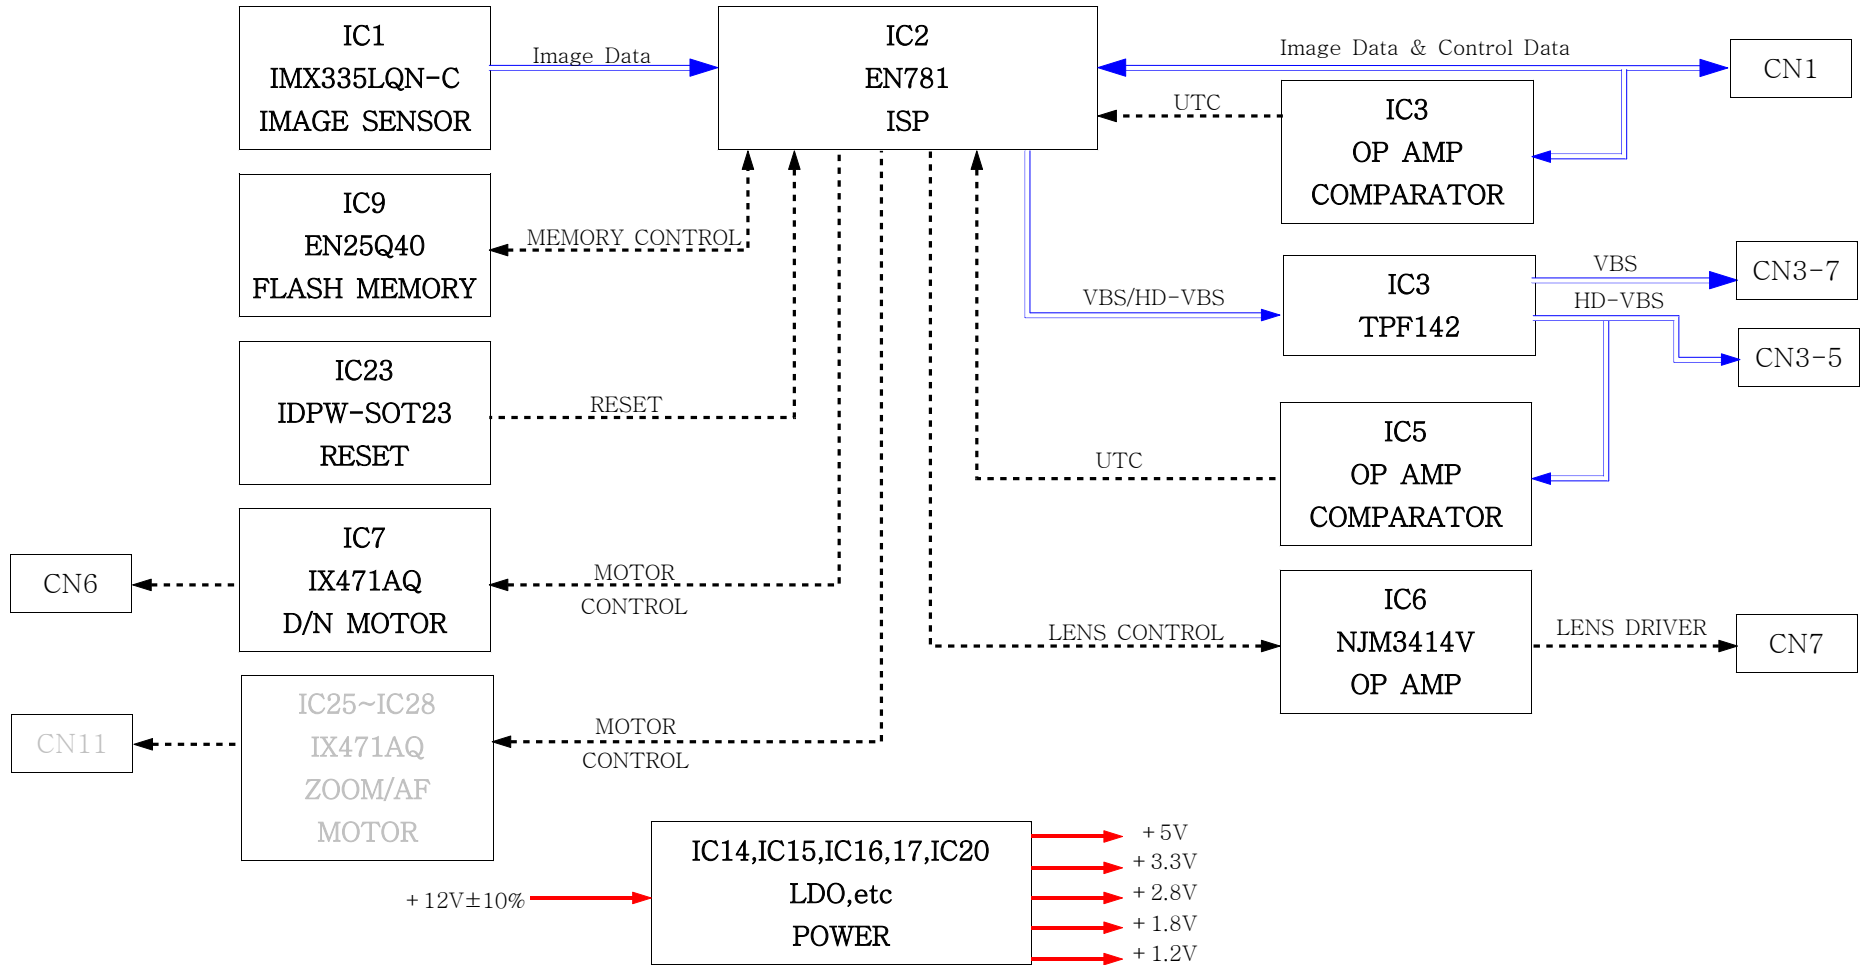 IC1
IMX335LQN-C
IMAGE SENSOR
Image Data
IC2
EN781
ISP
Image Data & Control Data
CN1
UTC
IC3
OP AMP
COMPARATOR
IC9
EN25Q40
FLASH MEMORY
MEMORY CONTROL
VBS/HD-VBS
IC3
TPF142
VBS
CN3-7
HD-VBS
CN3-5
IC23
IDPW-SOT23
RESET
RESET
UTC
IC5
OP AMP
COMPARATOR
CN6
IC7
IX471AQ
D/N MOTOR
MOTOR
CONTROL
LENS CONTROL
IC6
NJM3414V
OP AMP
LENS DRIVER
CN7
CN11
IC25~IC28
IX471AQ
ZOOM/AF
MOTOR
MOTOR
CONTROL
+12V±10%
IC14,IC15,IC16,17,IC20
LDO,etc
POWER
+5V
+3.3V
+2.8V
+1.8V
+1.2V